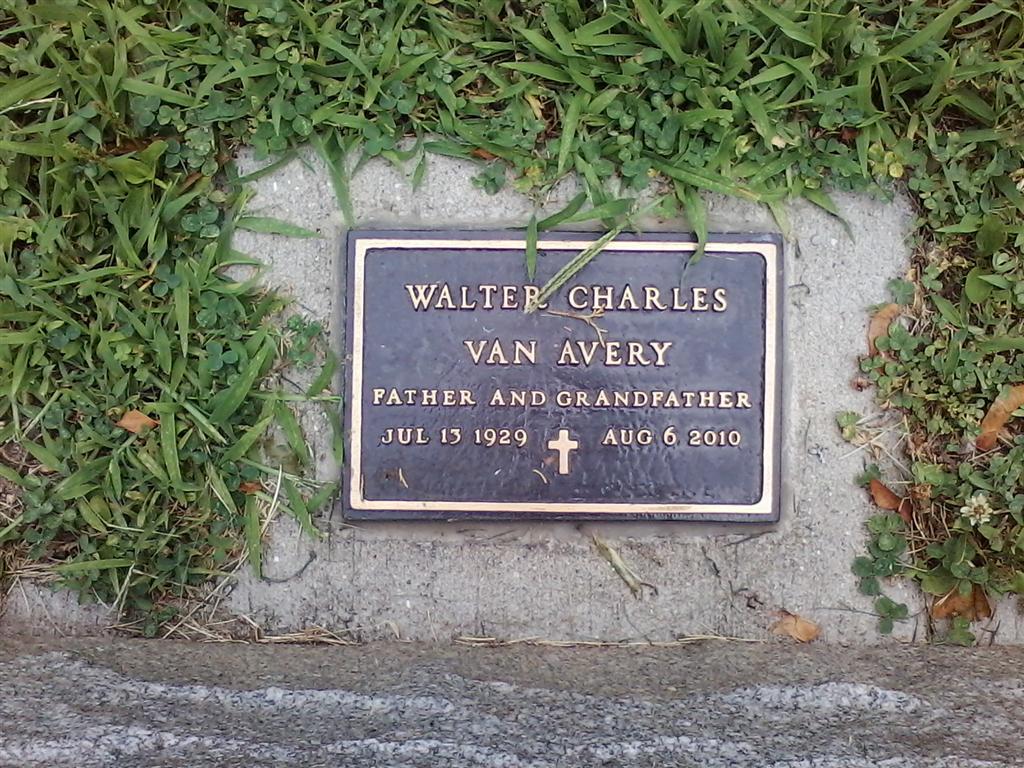 WALTER CHARLES
VAN AVERY
FATHER AND GRANDFATHER
JUL 13 1929 AUG 6 2010